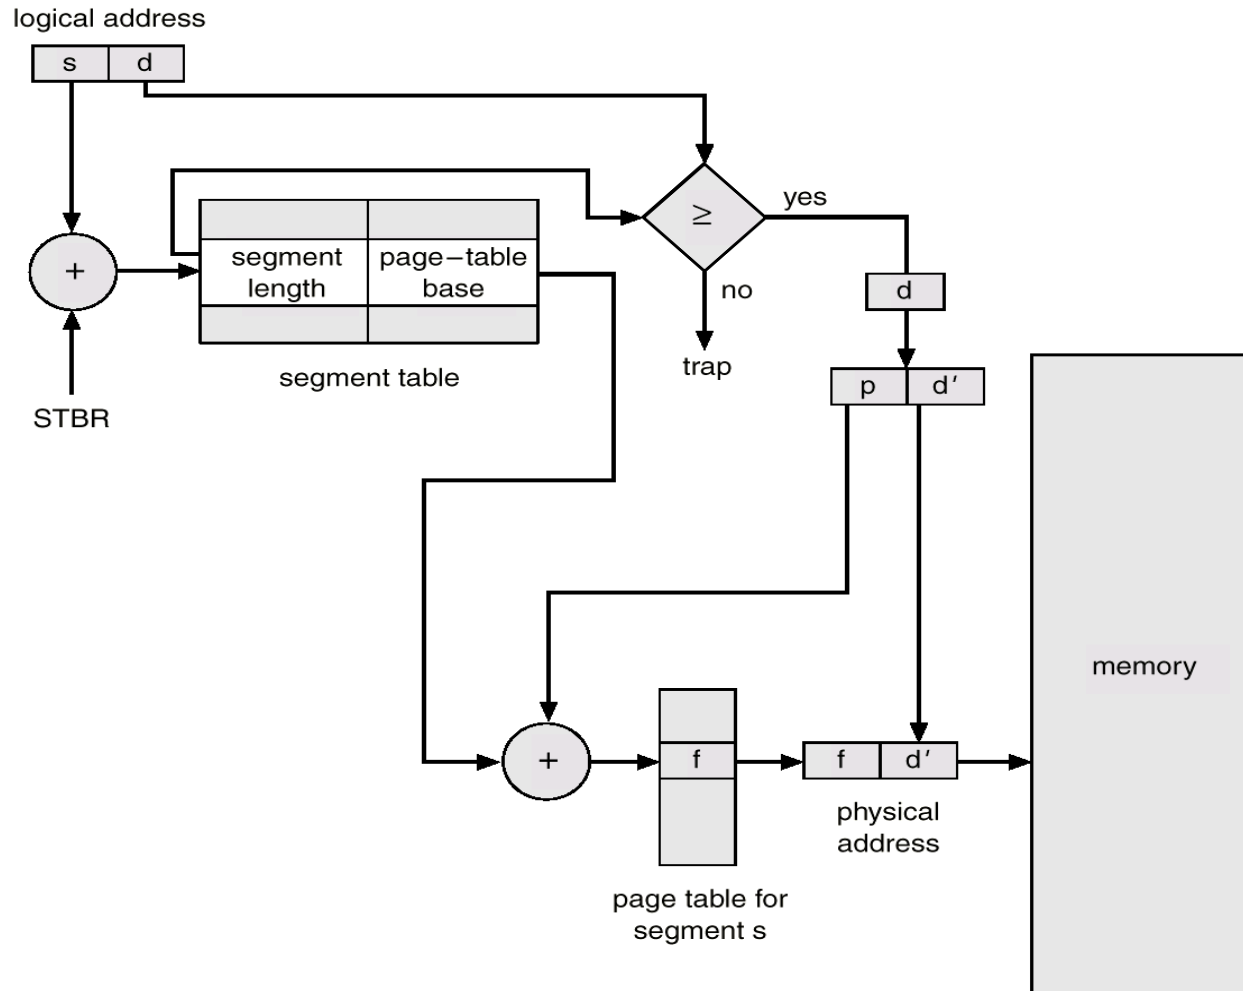 logical address
s d
≥
yes
+
segment length
page–table base
no
d
segment table
trap
p d′
STBR
memory
+
f
f d′
physical
address
page table for
segment s